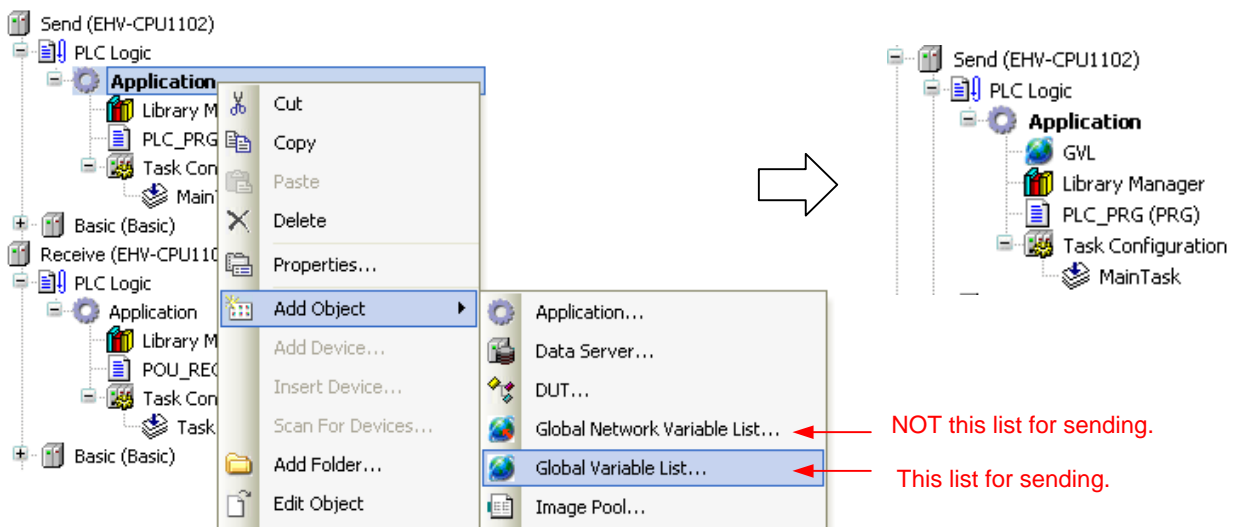 Send (EHV-CPU1102)
PLC Logic
Application
Library M
PLC_PRG
Task Con
MainT
Basic (Basic)
Receive (EHV-CPU110
PLC Logic
Application
Library M
POU_REC
Task Con
Task
Basic (Basic)
Cut
Copy
Paste
Delete
Properties...
Add Object
Add Device...
Insert Device...
Scan For Devices...
Add Folder...
Edit Object
Application...
Data Server...
DUT...
Global Network Variable List...
Global Variable List...
Image Pool...
NOT this list for sending.
This list for sending.
Send (EHV-CPU1102)
PLC Logic
Application
GVL
Library Manager
PLC_PRG (PRG)
Task Configuration
MainTask